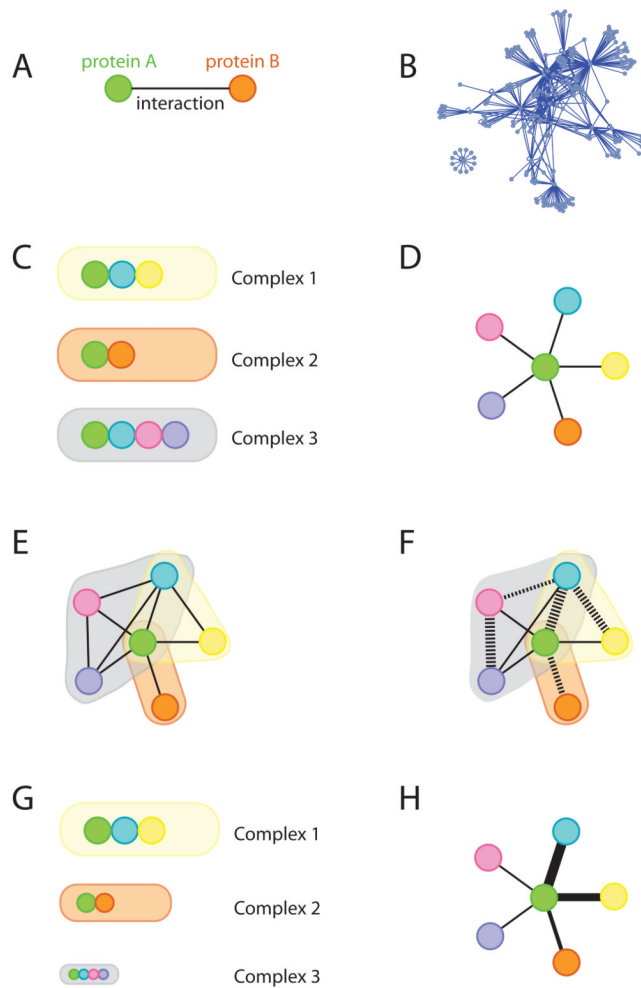 A
protein A
protein B
interaction
B
C
Complex 1
Complex 2
Complex 3
D
E
F
G
Complex 1
Complex 2
Complex 3
H